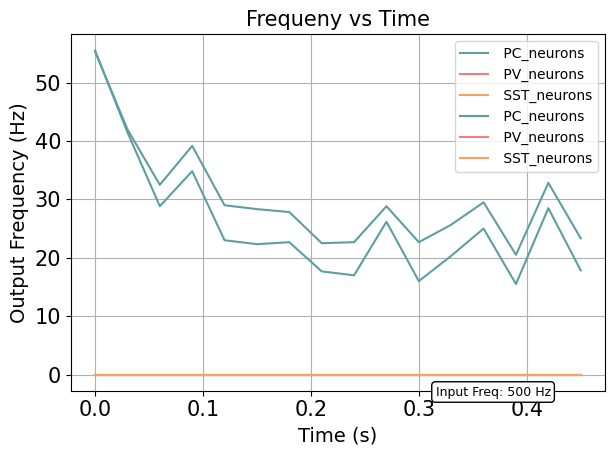 Frequeny vs Time
PC_neurons
PV_neurons
SST_neurons
PC_neurons
PV_neurons
SST_neurons
Output Frequency (Hz)
50
40
30
20
10
0
Input Freq: 500 Hz
0.0 0.1 0.2 0.3 0.4
Time (s)